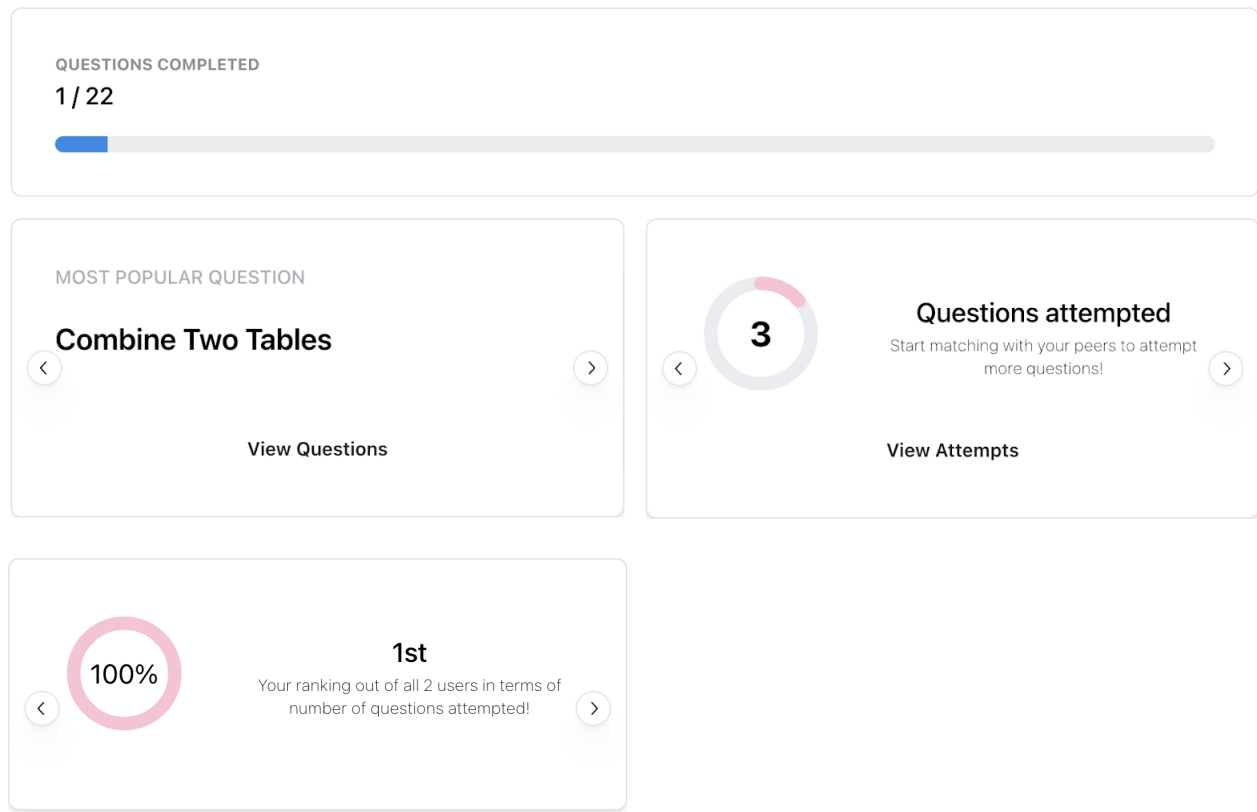 QUESTIONS COMPLETED
1 / 22
MOST POPULAR QUESTION
Combine Two Tables
View Questions
3
Questions attempted
Start matching with your peers to attempt
more questions!
View Attempts
100%
1st
Your ranking out of all 2 users in terms of
number of questions attempted!